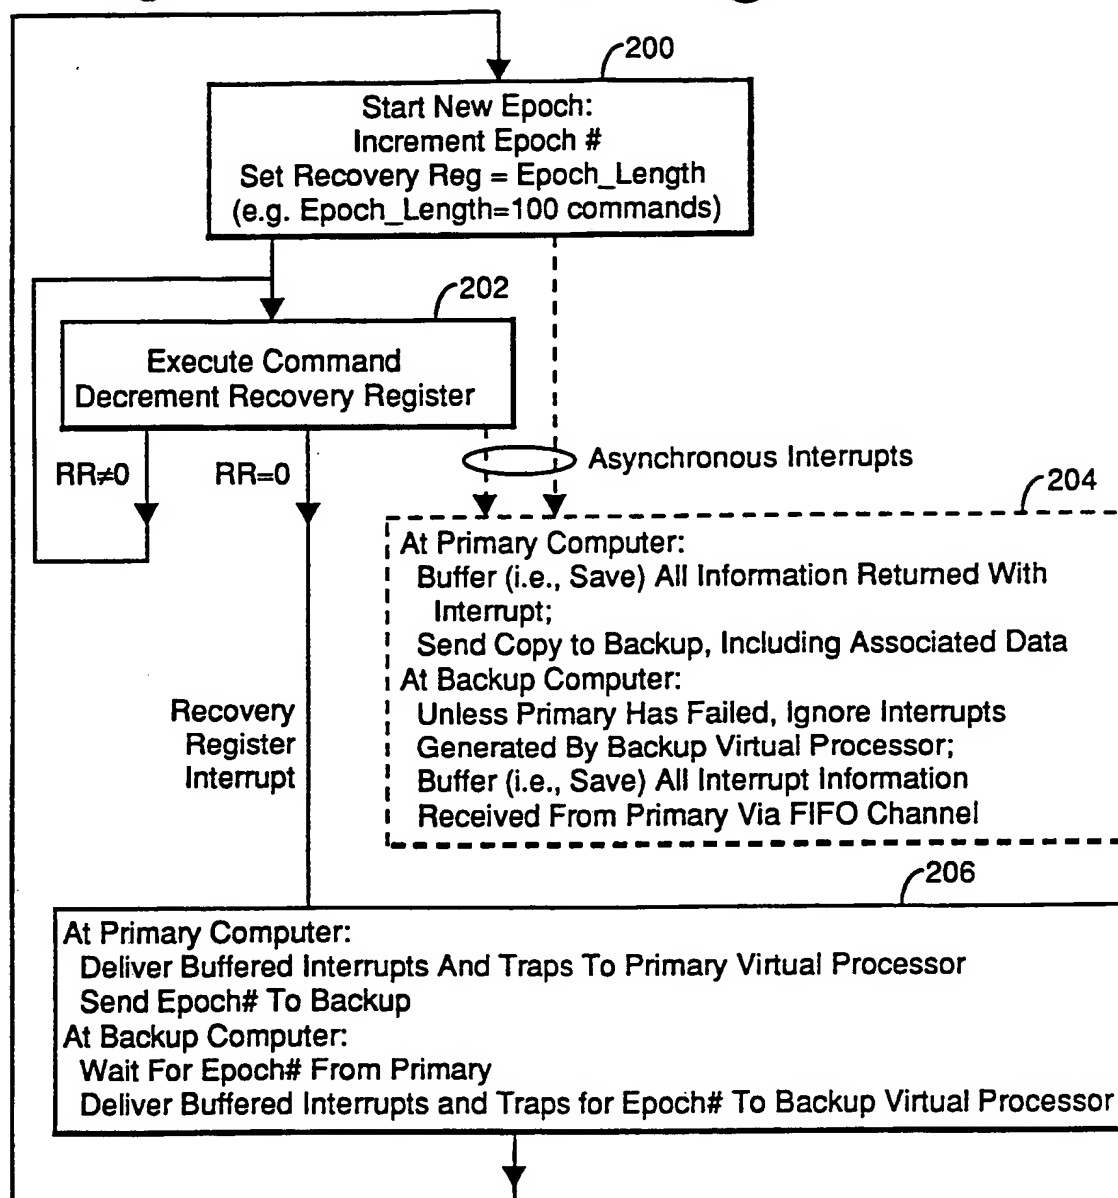 200
Start New Epoch:
Increment Epoch #
Set Recovery Reg = Epoch_Length
(e.g. Epoch_Length=100 commands)
202
Execute Command
Decrement Recovery Register
RR≠0
RR=0
Asynchronous Interrupts
204
At Primary Computer:
Buffer (i.e., Save) All Information Returned With
Interrupt;
Send Copy to Backup, Including Associated Data
At Backup Computer:
Unless Primary Has Failed, Ignore Interrupts
Generated By Backup Virtual Processor;
Buffer (i.e., Save) All Interrupt Information
Received From Primary Via FIFO Channel
Recovery
Register
Interrupt
206
At Primary Computer:
Deliver Buffered Interrupts And Traps To Primary Virtual Processor
Send Epoch# To Backup
At Backup Computer:
Wait For Epoch# From Primary
Deliver Buffered Interrupts and Traps for Epoch# To Backup Virtual Processor